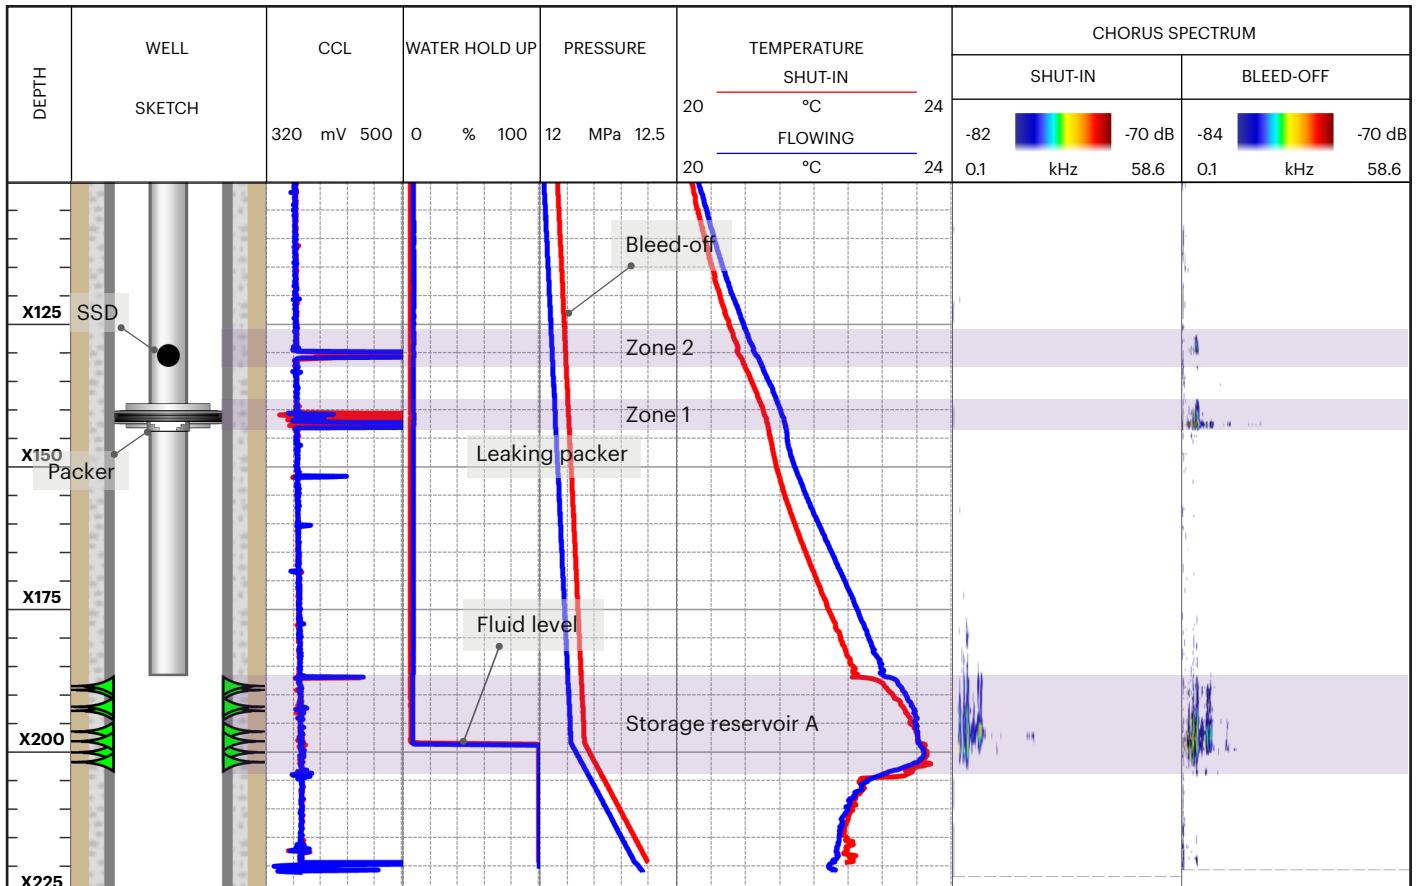 DEPTH
WELL
SKETCH
CCL
320 mV 500
WATER HOLD UP
0 % 100
PRESSURE
12 MPa 12.5
TEMPERATURE
SHUT-IN
20 °C 24
FLOWING
20 °C 24
CHORUS SPECTRUM
SHUT-IN
-82 -70 dB
0.1 kHz 58.6
BLEED-OFF
-84 -70 dB
0.1 kHz 58.6
Bleed-off
X125
SSD
Zone 2
Zone 1
X150
Leaking packer
Packer
X175
Fluid level
Storage reservoir A
X200
X225